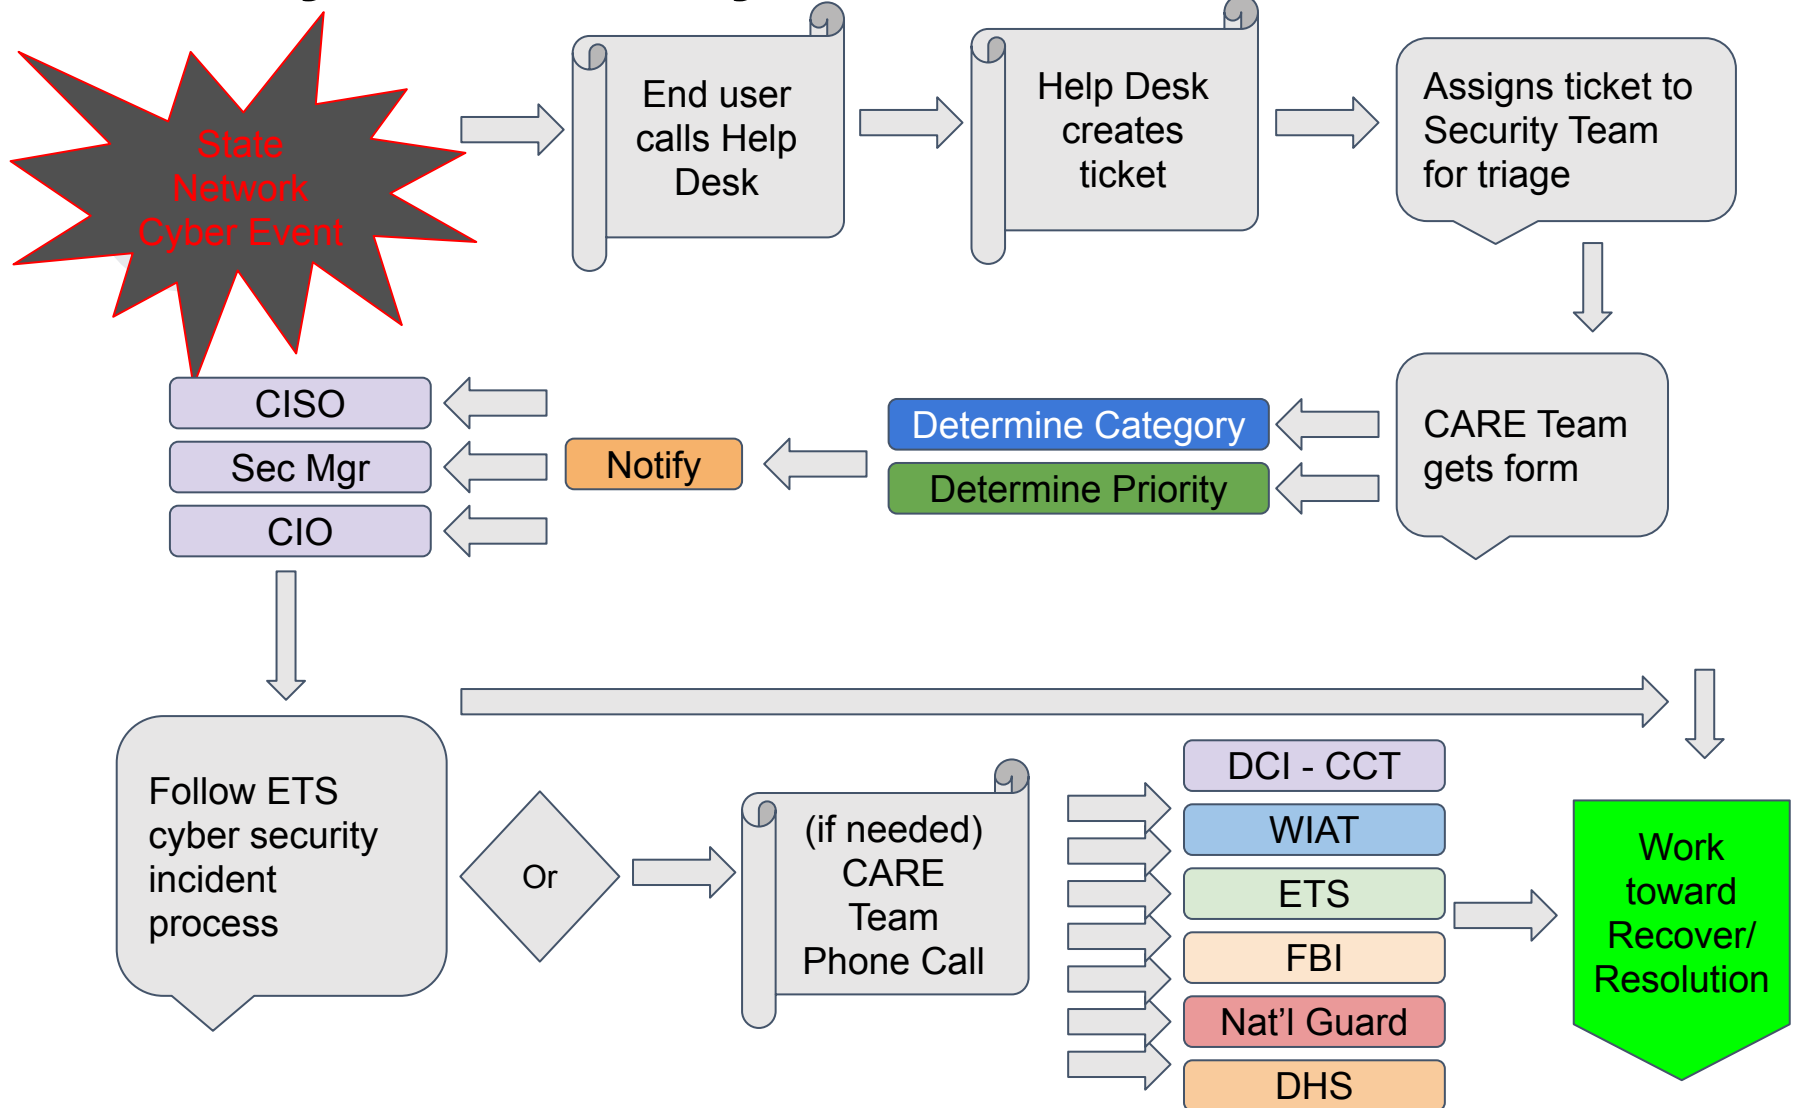 State
Network
Cyber Event
End user
calls Help
Desk
Help Desk
creates
ticket
Assigns ticket to
Security Team
for triage
CARE Team
gets form
Determine Category
Determine Priority
Notify
CISO
Sec Mgr
CIO
Follow ETS
cyber security
incident
process
Or
(if needed)
CARE
Team
Phone Call
DCI - CCT
WIAT
ETS
FBI
Nat’l Guard
DHS
Work
toward
Recover/
Resolution